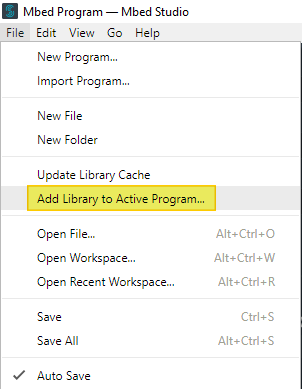 Mbed Program — Mbed Studio
File Edit View Go Help
New Program...
Import Program...
New File
New Folder
Update Library Cache
Add Library to Active Program...
Open File... Alt+Ctrl+O
Open Workspace... Alt+Ctrl+W
Open Recent Workspace... Alt+Ctrl+R
Save Ctrl+S
Save All Alt+Ctrl+S
Auto Save